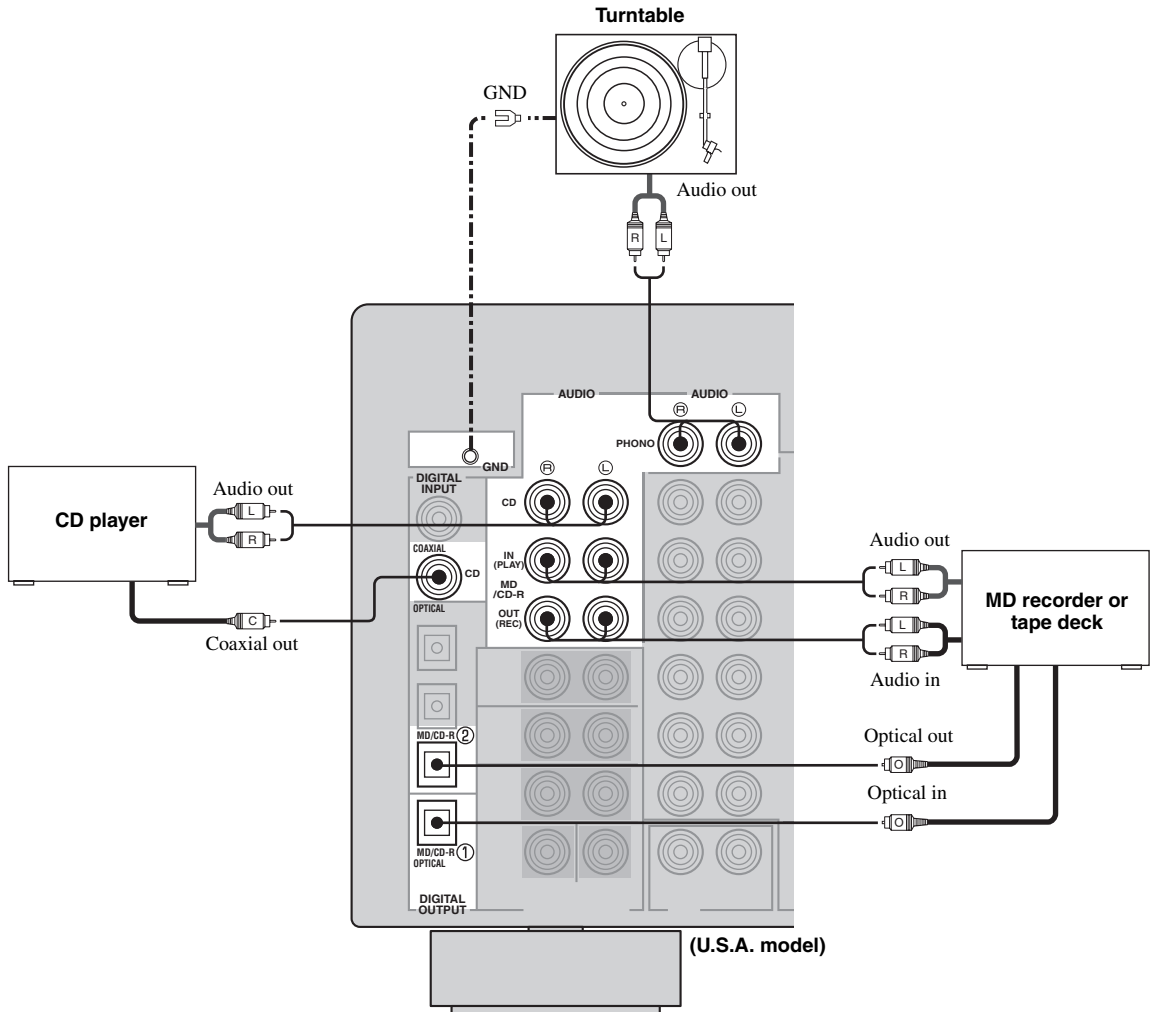 Turntable
GND
Audio out
R L
AUDIO
AUDIO
R L
PHONO
GND
R L
DIGITAL
INPUT
Audio out
L
R
CD player
CD
COAXIAL
CD
IN
(PLAY)
MD
/CD-R
OUT
(REC)
OPTICAL
C
Coaxial out
Audio out
L
R
MD recorder or
tape deck
L
R
Audio in
MD/CD-R ②
Optical out
O
Optical in
O
MD/CD-R ①
OPTICAL
DIGITAL
OUTPUT
(U.S.A. model)